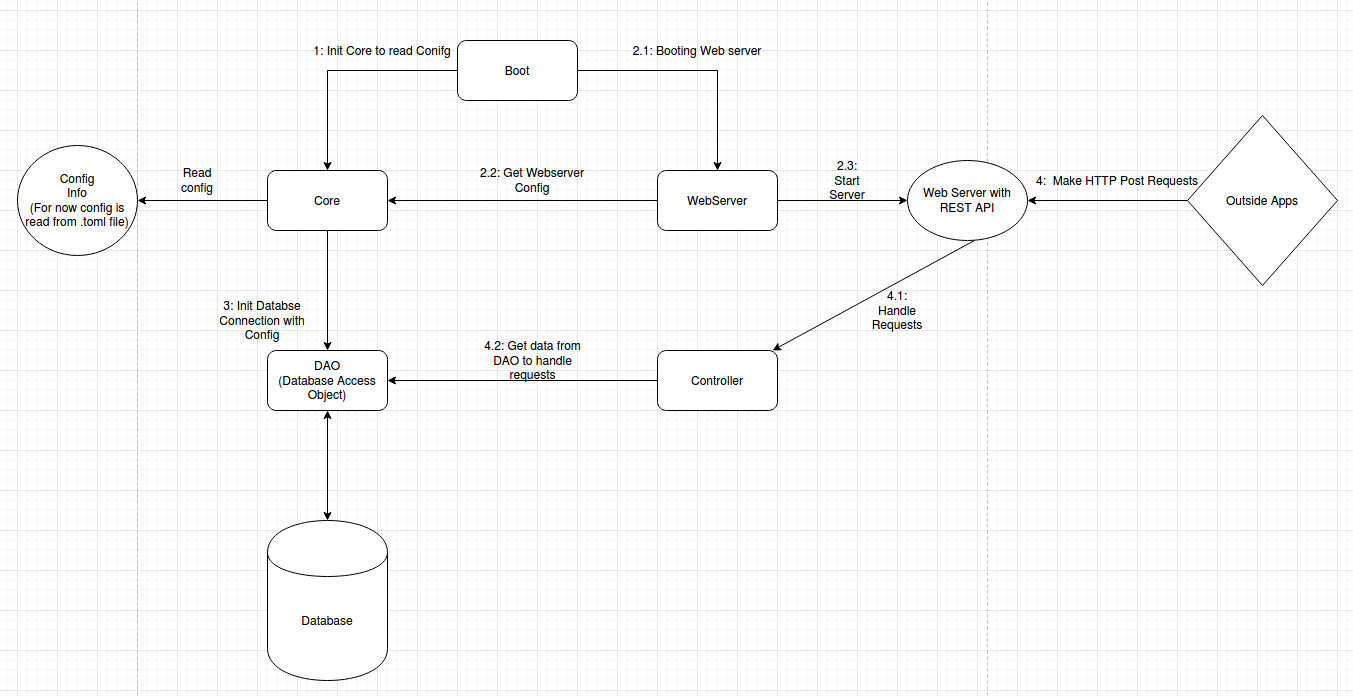 1: Init Core to read Conifg
Boot
2.1: Booting Web server
Config
Info
(For now config is
read from .toml file)
Read
config
Core
2.2: Get Webserver
Config
WebServer
2.3:
Start
Server
Web Server with
REST API
4:  Make HTTP Post Requests
Outside Apps
3: Init Databse
Connection with
Config
4.1:
Handle
Requests
DAO
(Database Access
Object)
4.2: Get data from
DAO to handle
requests
Controller
Database